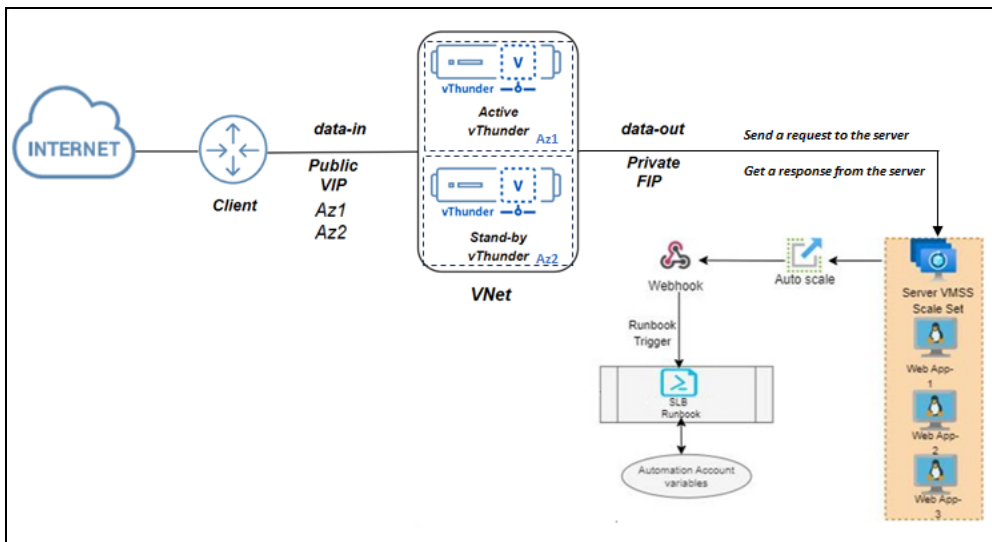 INTERNET
Client
data-in
Public
VIP
Az1
Az2
V
vThunder
Active
vThunder
Az1
V
vThunder
Stand-by
vThunder
Az2
VNet
data-out
Private
FIP
Send a request to the server
Get a response from the server
Server VMSS
Scale Set
Web App-
1
Web App-
2
Web App-
3
Auto scale
Webhook
Runbook
Trigger
SLB
Runbook
Automation Account
variables